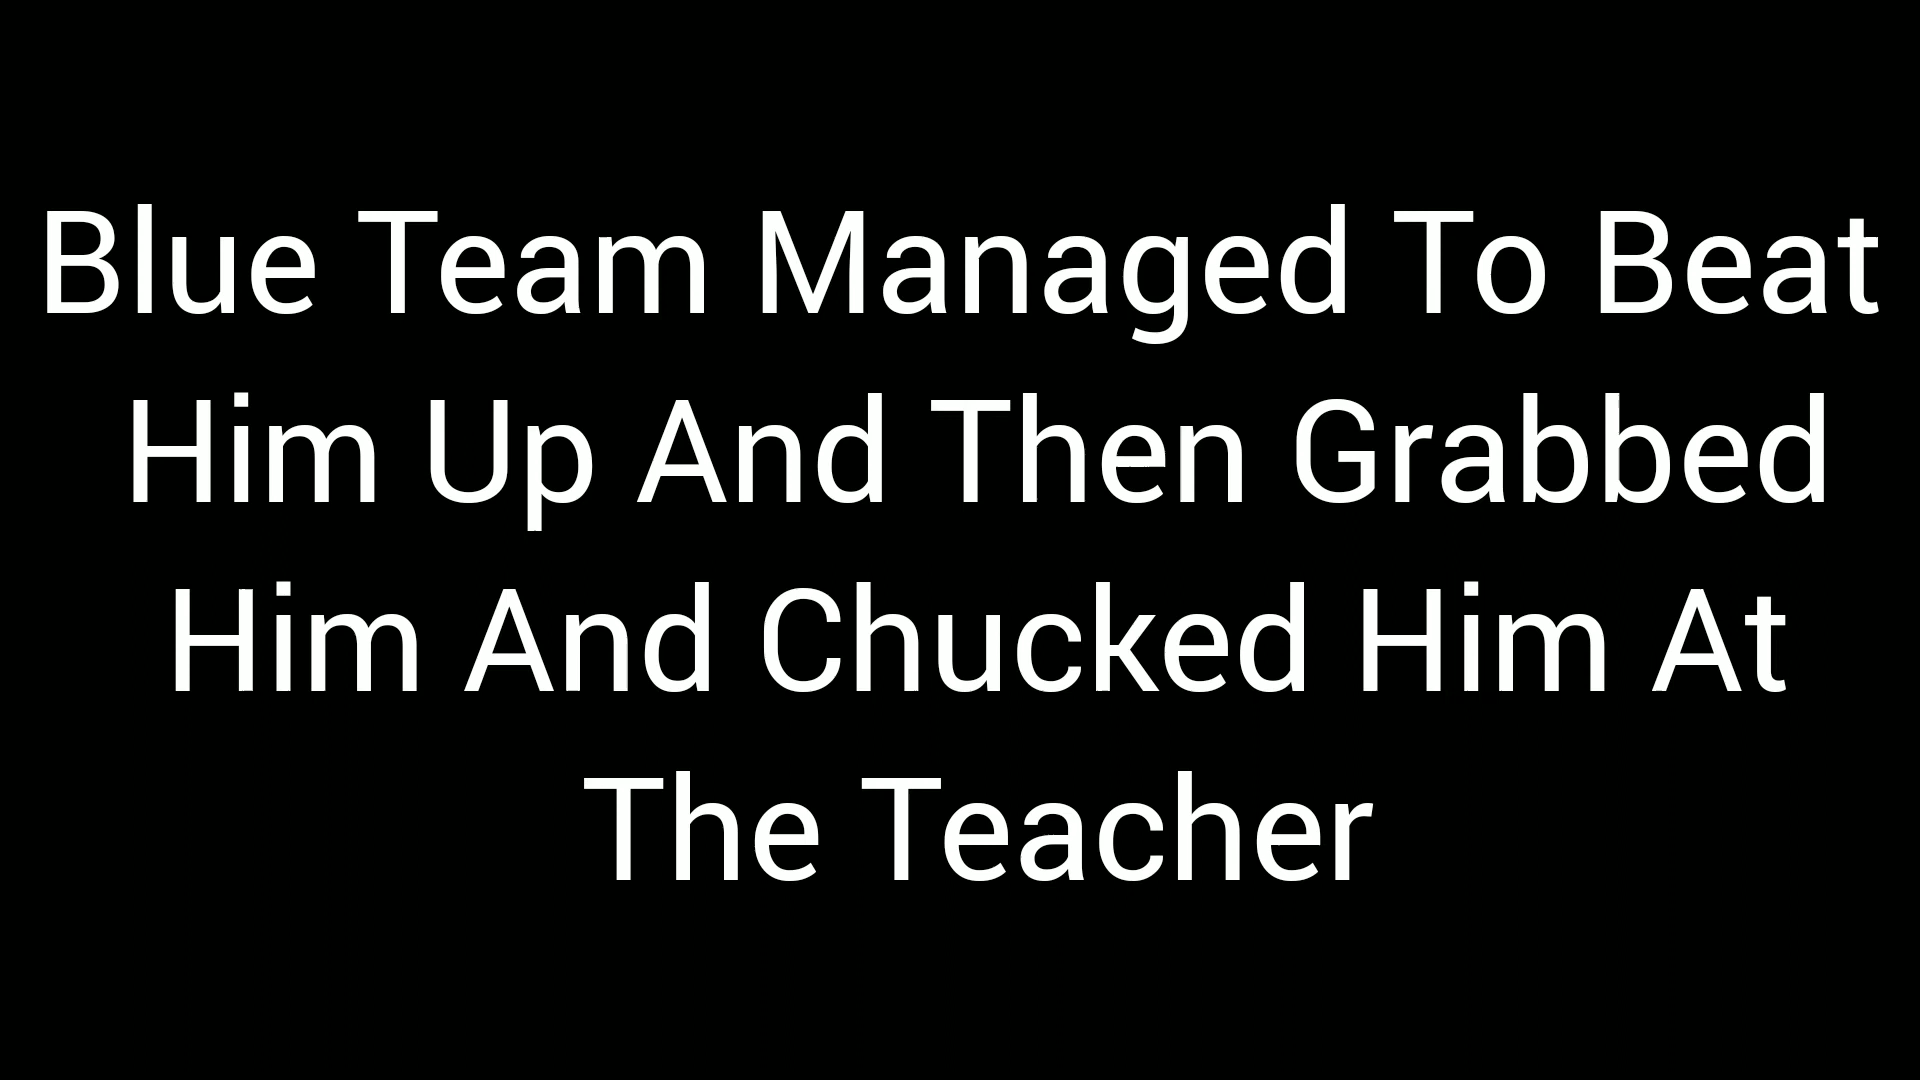 Blue Team Managed To Beat
Him Up And Then Grabbed
Him And Chucked Him At
The Teacher